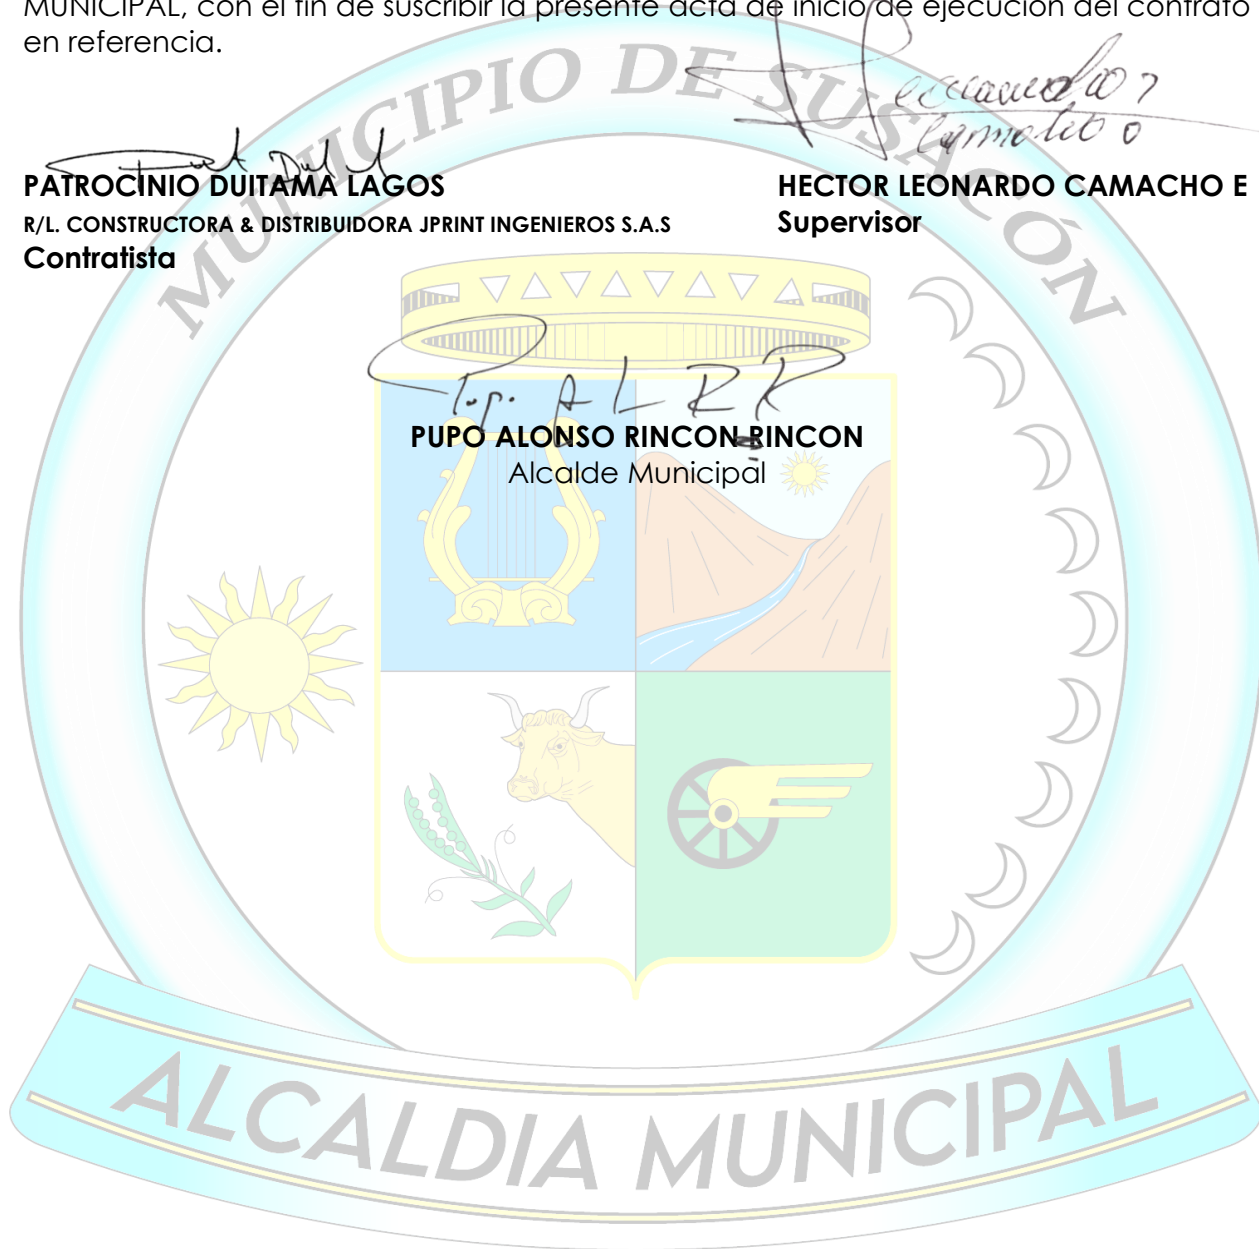 MUNICIPAL, con el fin de suscribir la presente acta de inicio de ejecución del contrato
en referencia.
MUNICIPIO DE SUSACÓN
PATROCINIO DUITAMA LAGOS
HECTOR LEONARDO CAMACHO E
R/L. CONSTRUCTORA & DISTRIBUIDORA JPRINT INGENIEROS S.A.S
Supervisor
Contratista
PUPO ALONSO RINCON RINCON
Alcalde Municipal
ALCALDIA MUNICIPAL